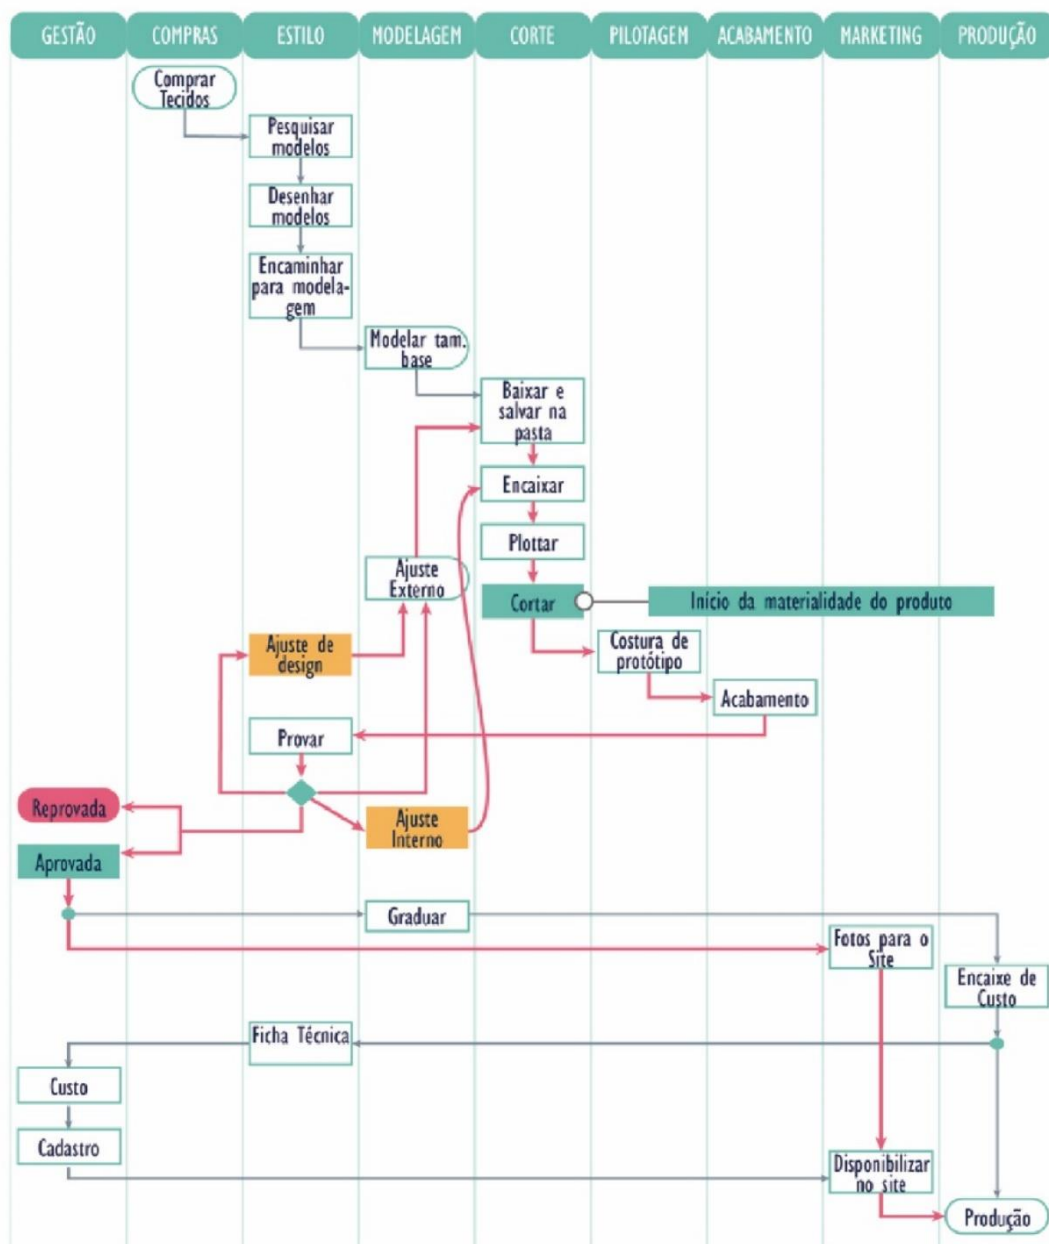 GESTÃO
COMPRAS
ESTILO
MODELAGEM
CORTE
PILOTAGEM
ACABAMENTO
MARKETING
PRODUÇÃO
Comprar
Tecidos
Pesquisar
modelos
Desenhar
modelos
Encaminhar
para modela-
gem
Modelar tam.
base
Baixar e
salvar na
pasta
Encaixar
Plottar
Ajuste
Externo
Cortar
Início da materialidade do produto
Ajuste de
design
Costura de
protótipo
Acabamento
Provar
Reprovada
Ajuste
Interno
Aprovada
Graduar
Fotos para o
Site
Encaixe de
Custo
Ficha Técnica
Custo
Cadastro
Disponibilizar
no site
Produção